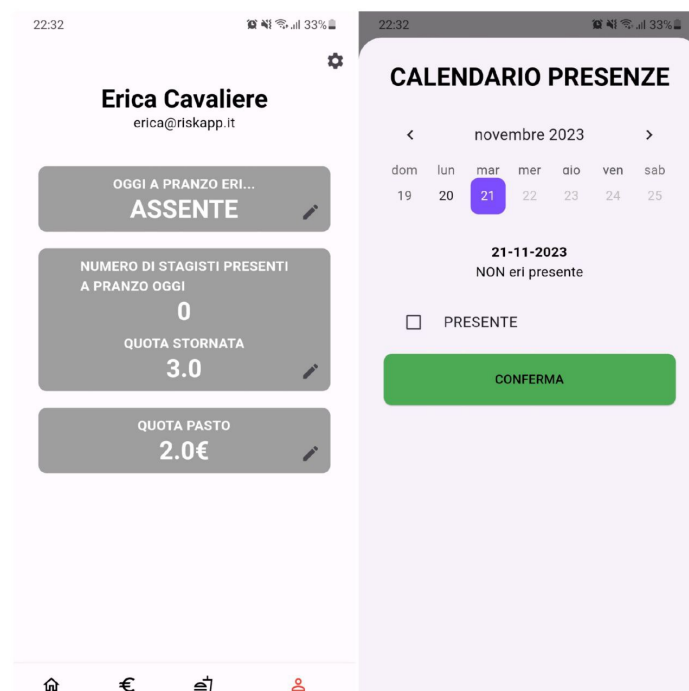 22:32
33%
Erica Cavaliere
erica@riskapp.it
OGGI A PRANZO ERI...
ASSENTE
NUMERO DI STAGISTI PRESENTI
A PRANZO OGGI
0
QUOTA STORNATA
3.0
QUOTA PASTO
2.0€
€
22:32
33%
CALENDARIO PRESENZE
< novembre 2023 >
dom lun mar mer gio ven sab
19 20 21 22 23 24 25
21-11-2023
NON eri presente
PRESENTE
CONFERMA